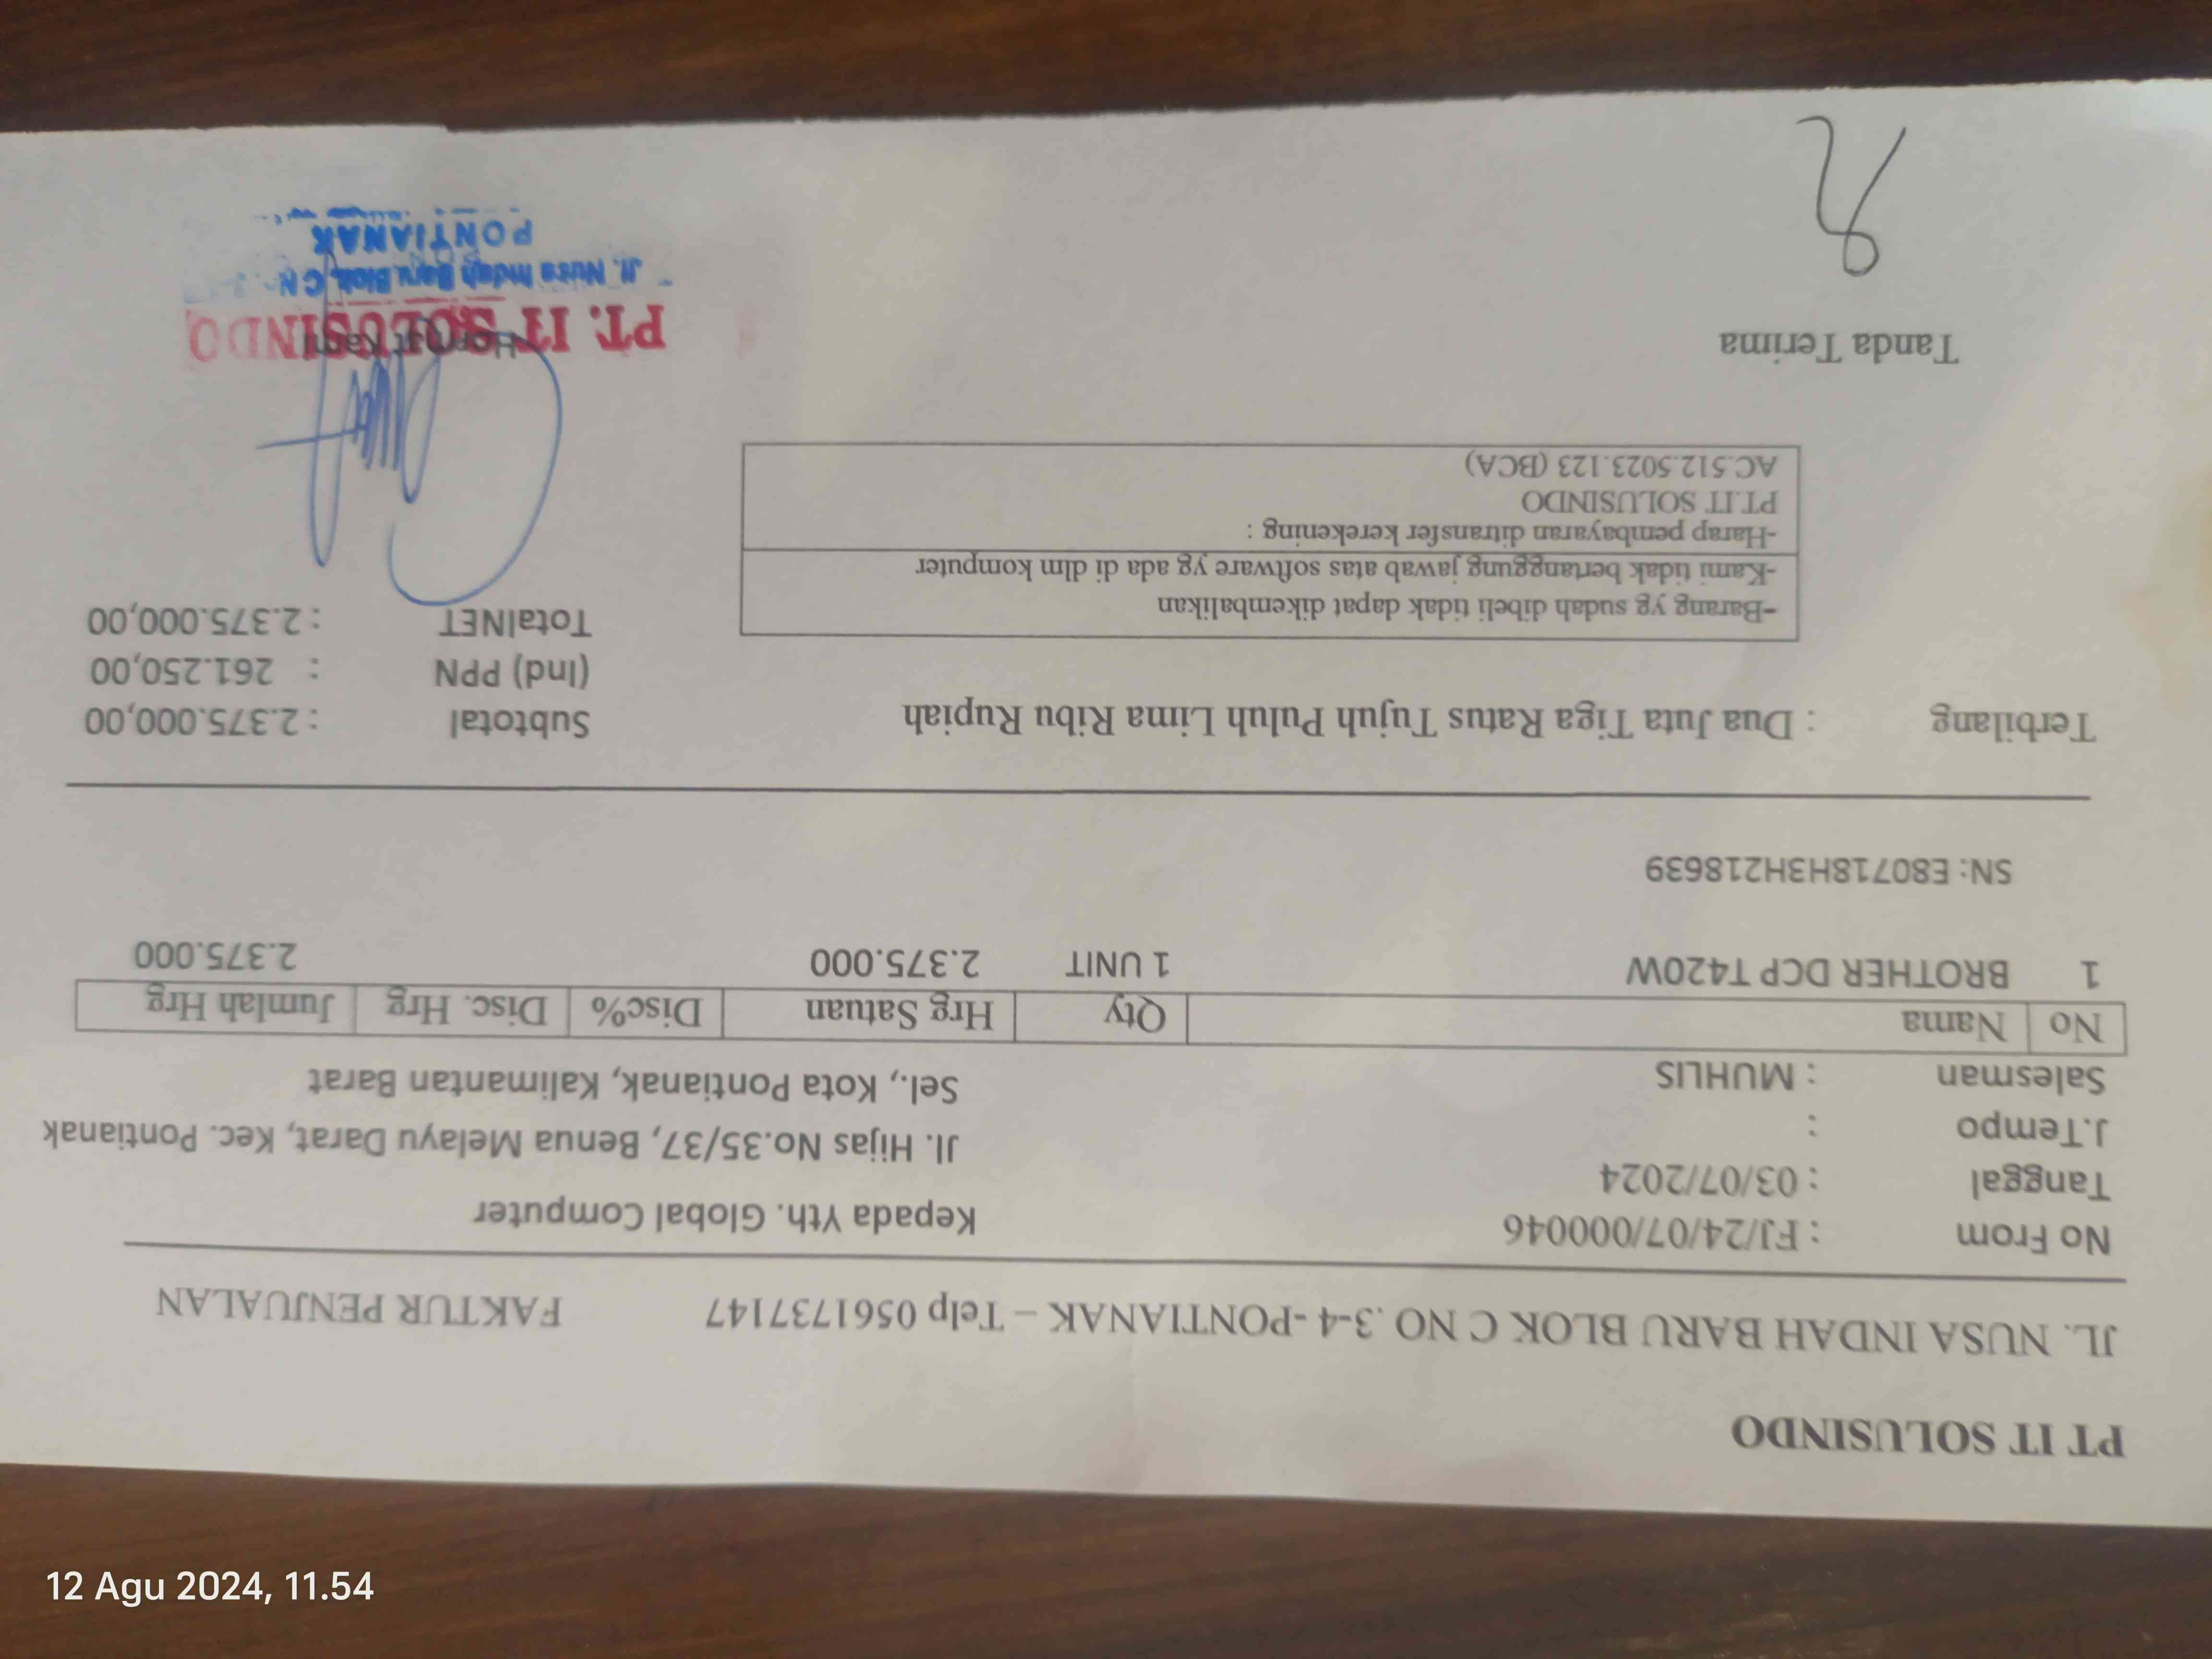 PT IT SOLUSINDO
JL. NUSA INDAH BARU BLOK C NO .3-4 -PONTIANAK – Telp 0561737147 FAKTUR PENJUALAN
No From : FJ/24/07/000046 Kepada Yth. Global Computer
Tanggal : 03/07/2024
J.Tempo : Jl. Hijas No.35/37, Benua Melayu Darat, Kec. Pontianak
Salesman : MUHLIS Sel., Kota Pontianak, Kalimantan Barat
No Nama Qty Hrg Satuan Disc% Disc. Hrg Jumlah Hrg
1 BROTHER DCP T420W 1 UNIT 2.375.000 2.375.000
SN: E80718H3H218639
Terbilang : Dua Juta Tiga Ratus Tujuh Puluh Lima Ribu Rupiah Subtotal : 2.375.000,00
(Ind) PPN : 261.250,00
TotalNET : 2.375.000,00
-Barang yg sudah dibeli tidak dapat dikembalikan
-Kami tidak bertanggung jawab atas software yg ada di dlm komputer
-Harap pembayaran ditransfer kerekening :
PT.IT SOLUSINDO
AC.512.5023.123 (BCA)
Tanda Terima Hormat Kami
PT. IT SOLUSINDO
Jl. Nusa Indah Baru Blok C N
PONTIANAK
12 Agu 2024, 11.54